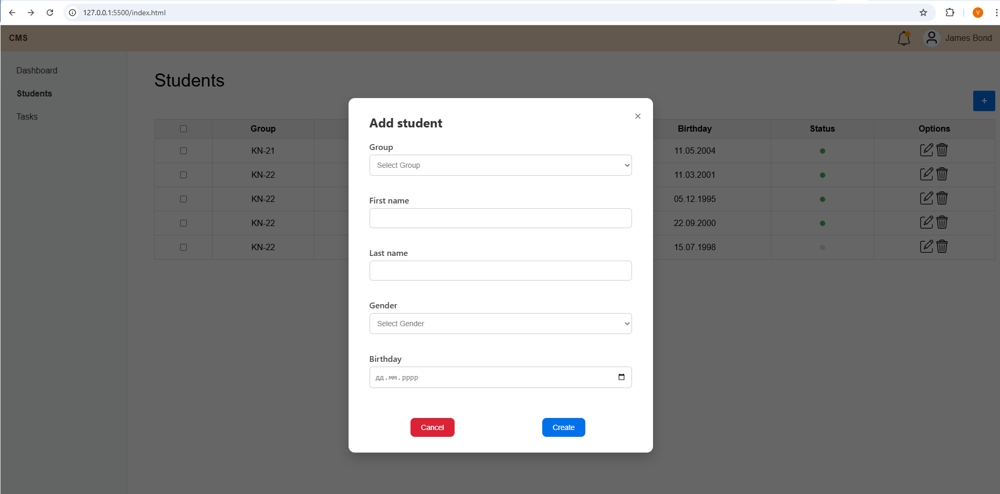 127.0.0.1:5500/index.html
V
CMS
James Bond
Dashboard
Students
Tasks
Students
+
Group
Birthday
Status
Options
KN-21
11.05.2004
KN-22
11.03.2001
KN-22
05.12.1995
KN-22
22.09.2000
KN-22
15.07.1998
Add student
×
Group
Select Group
First name
Last name
Gender
Select Gender
Birthday
дд.мм.рррр
Cancel
Create